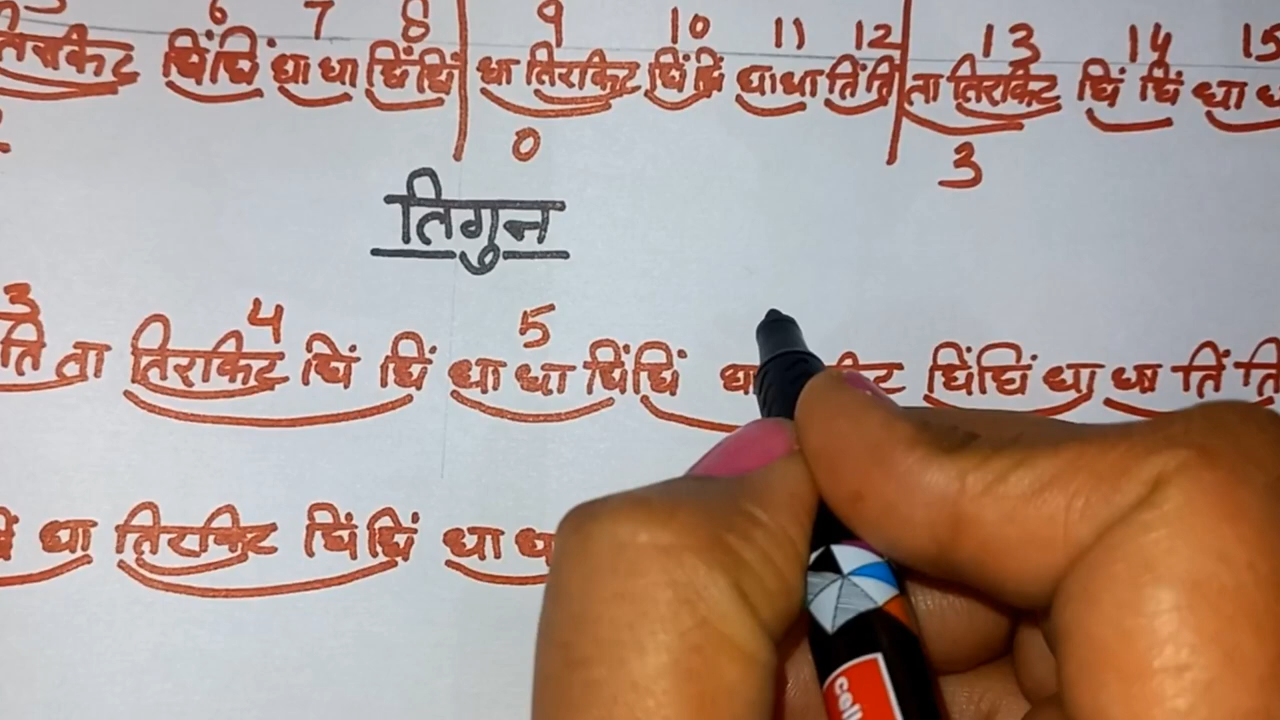 6 7 8 9 10 11 12 13 14 15
तिरकिट धिंधिं धाधा धिंधिं धा तिरकिट धिंधिं धाधा तिंति ता तिरकिट धिं धिं धा
0 3
तिगुन
3 4 5
ति ता तिरकिट धिं धिं धा धा धिंधिं धा धिंधिं धा धा तिं
धा तिरकिट धिंधिं धा
cell